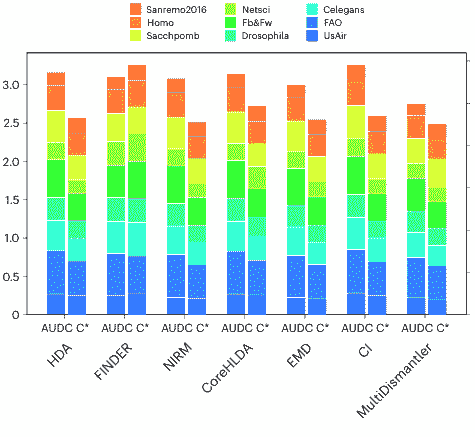 Sanremo2016 Netsci Celegans
Homo Fb&Fw FAO
Sacchpomb Drosophila UsAir
3.0
2.5
2.0
1.5
1.0
0.5
0
AUDC C* AUDC C* AUDC C* AUDC C* AUDC C* AUDC C* AUDC C*
HDA FINDER NIRM CoreHLDA EMD CI MultiDismantler